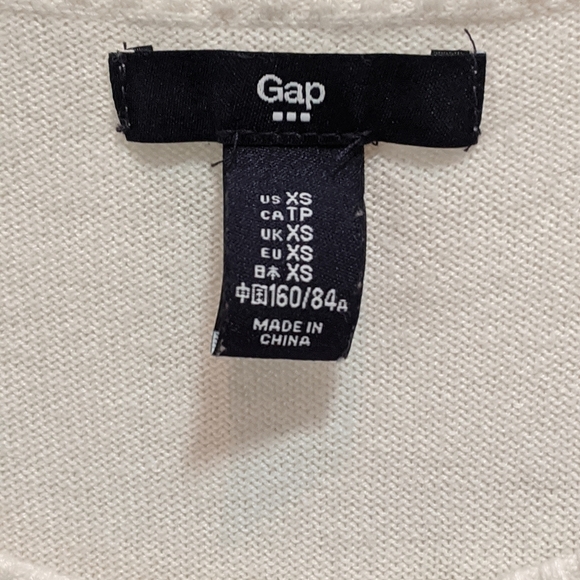 Gap
US XS
CA TP
UK XS
EU XS
日本 XS
中国160/84A
MADE IN
CHINA